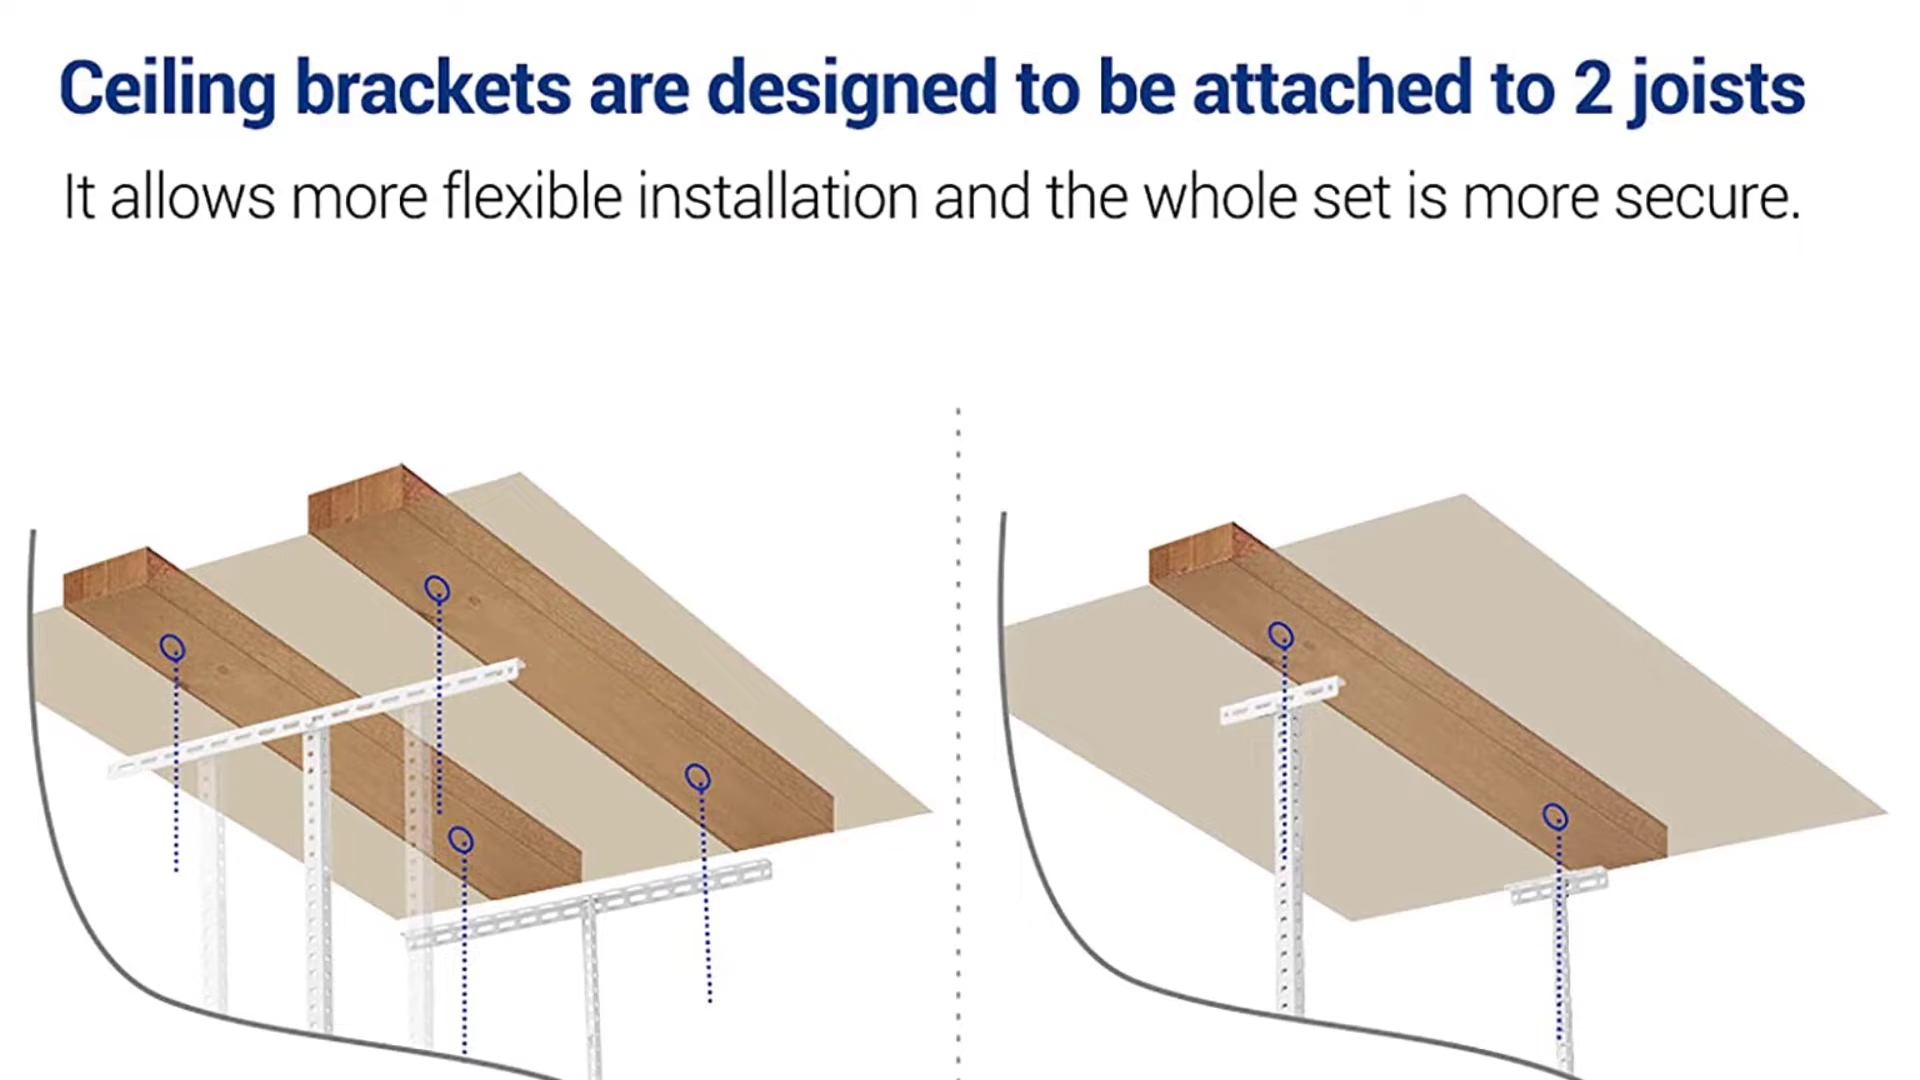 Ceiling brackets are designed to be attached to 2 joists
It allows more flexible installation and the whole set is more secure.